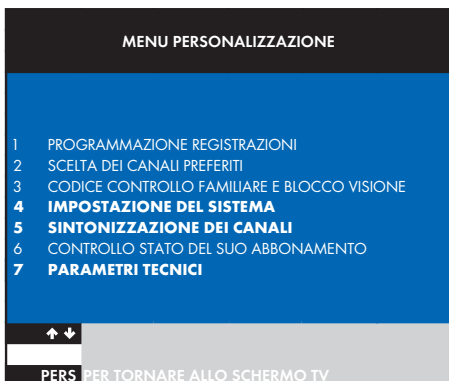 MENU PERSONALIZZAZIONE
1 PROGRAMMAZIONE REGISTRAZIONI
2 SCELTA DEI CANALI PREFERITI
3 CODICE CONTROLLO FAMILIARE E BLOCCO VISIONE
4 IMPOSTAZIONE DEL SISTEMA
5 SINTONIZZAZIONE DEI CANALI
6 CONTROLLO STATO DEL SUO ABBONAMENTO
7 PARAMETRI TECNICI
PERS PER TORNARE ALLO SCHERMO TV